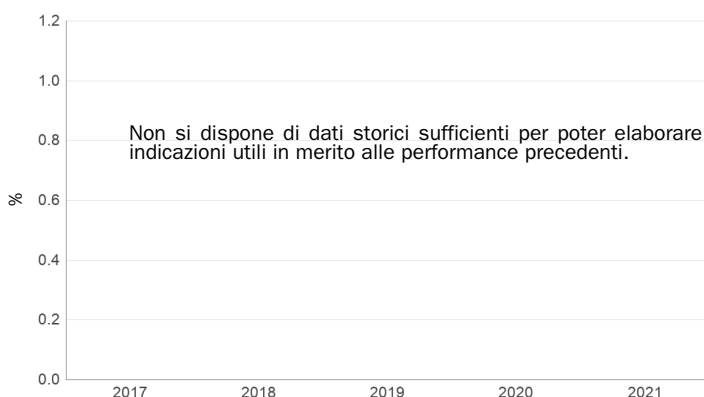 1.2
1.0
Non si dispone di dati storici sufficienti per poter elaborare
0.8
indicazioni utili in merito alle performance precedenti.
%
0.6
0.4
0.2
0.0
2017 2018 2019 2020 2021